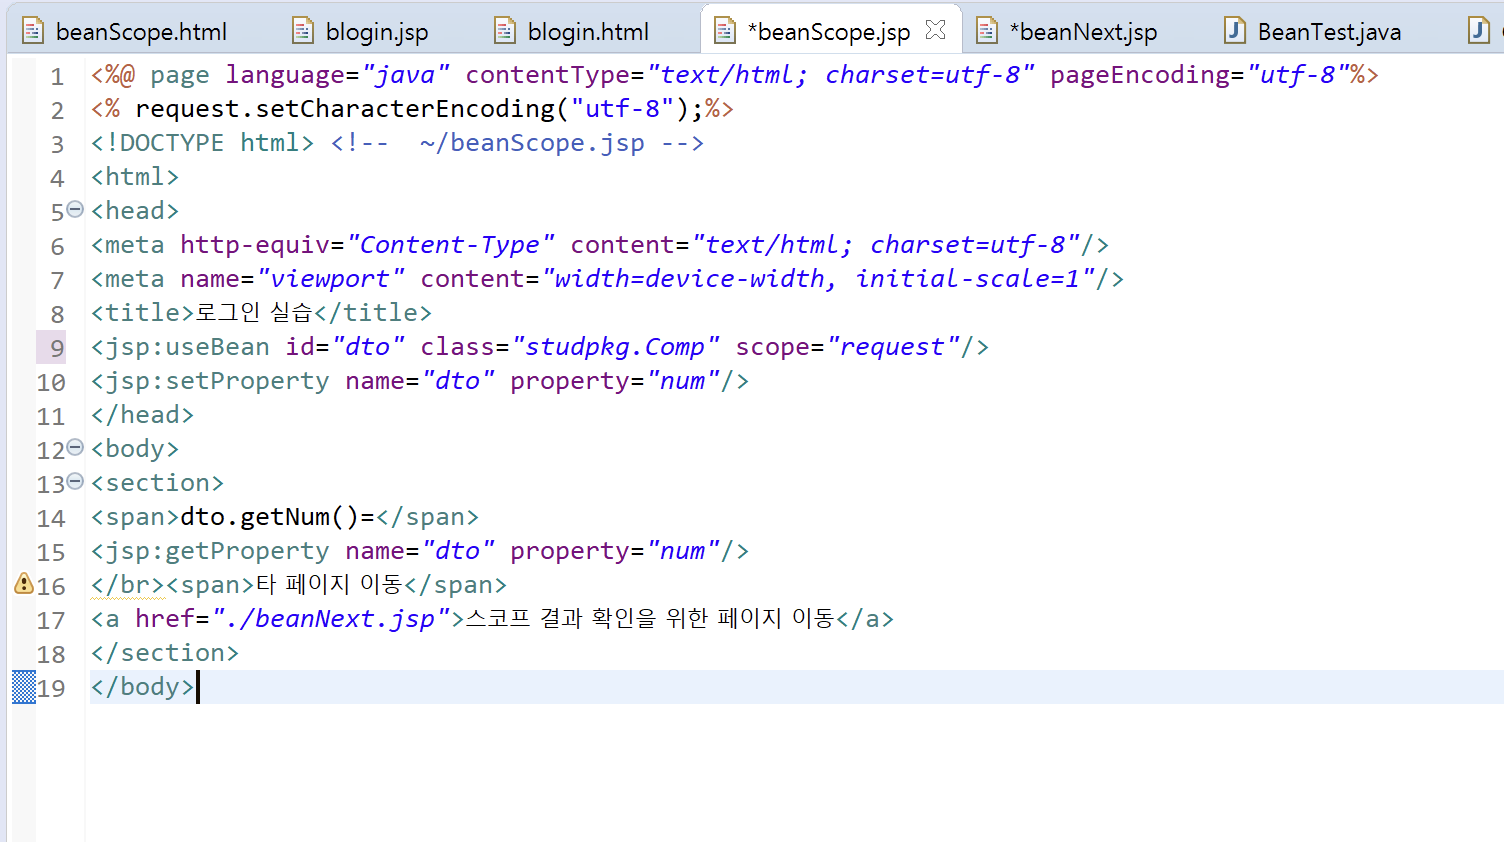 beanScope.html blogin.jsp blogin.html *beanScope.jsp *beanNext.jsp BeanTest.java
1 <%@ page language="java" contentType="text/html; charset=utf-8" pageEncoding="utf-8"%>
2 <% request.setCharacterEncoding("utf-8");%>
3 <!DOCTYPE html> <!--  ~/beanScope.jsp -->
4 <html>
5 <head>
6 <meta http-equiv="Content-Type" content="text/html; charset=utf-8"/>
7 <meta name="viewport" content="width=device-width, initial-scale=1"/>
8 <title>로그인 실습</title>
9 <jsp:useBean id="dto" class="studpkg.Comp" scope="request"/>
10 <jsp:setProperty name="dto" property="num"/>
11 </head>
12 <body>
13 <section>
14 <span>dto.getNum()=</span>
15 <jsp:getProperty name="dto" property="num"/>
16 </br><span>타 페이지 이동</span>
17 <a href="./beanNext.jsp">스코프 결과 확인을 위한 페이지 이동</a>
18 </section>
19 </body>